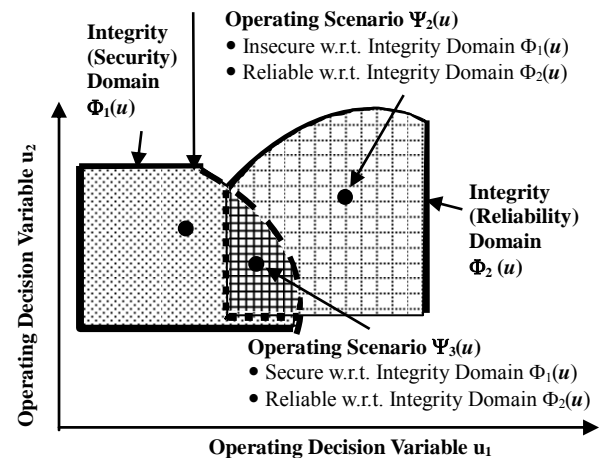 Operating Scenario Ψ₂(u)
• Insecure w.r.t. Integrity Domain Φ₁(u)
• Reliable w.r.t. Integrity Domain Φ₂(u)
Integrity
(Security)
Domain
Φ₁(u)
Operating Decision Variable u₂
Integrity
(Reliability)
Domain
Φ₂ (u)
Operating Scenario Ψ₃(u)
• Secure w.r.t. Integrity Domain Φ₁(u)
• Reliable w.r.t. Integrity Domain Φ₂(u)
Operating Decision Variable u₁